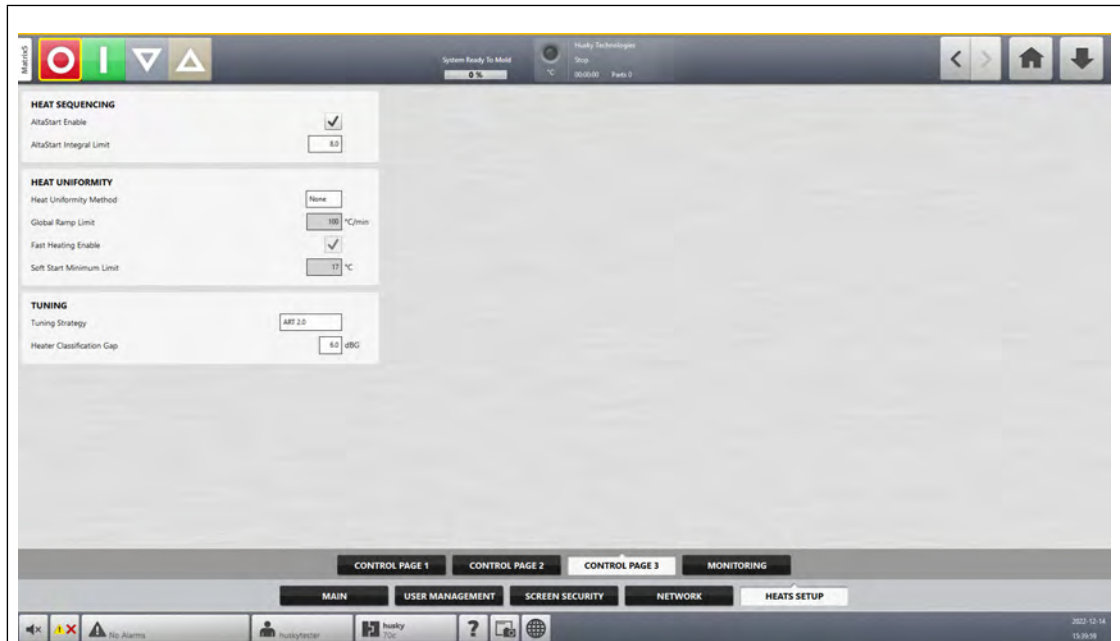 Matrix5
System Ready To Mold
0 %
°C
Husky Technologies
Stop
00:00:00 Parts 0
HEAT SEQUENCING
AltaStart Enable
AltaStart Integral Limit 8.0
HEAT UNIFORMITY
Heat Uniformity Method None
Global Ramp Limit 100 °C/min
Fast Heating Enable
Soft Start Minimum Limit 17 °C
TUNING
Tuning Strategy ART 2.0
Heater Classification Gap 6.0 dBG
CONTROL PAGE 1 CONTROL PAGE 2 CONTROL PAGE 3 MONITORING
MAIN USER MANAGEMENT SCREEN SECURITY NETWORK HEATS SETUP
No Alarms
huskytester
husky
70c
?
2022-12-14
15:39:59